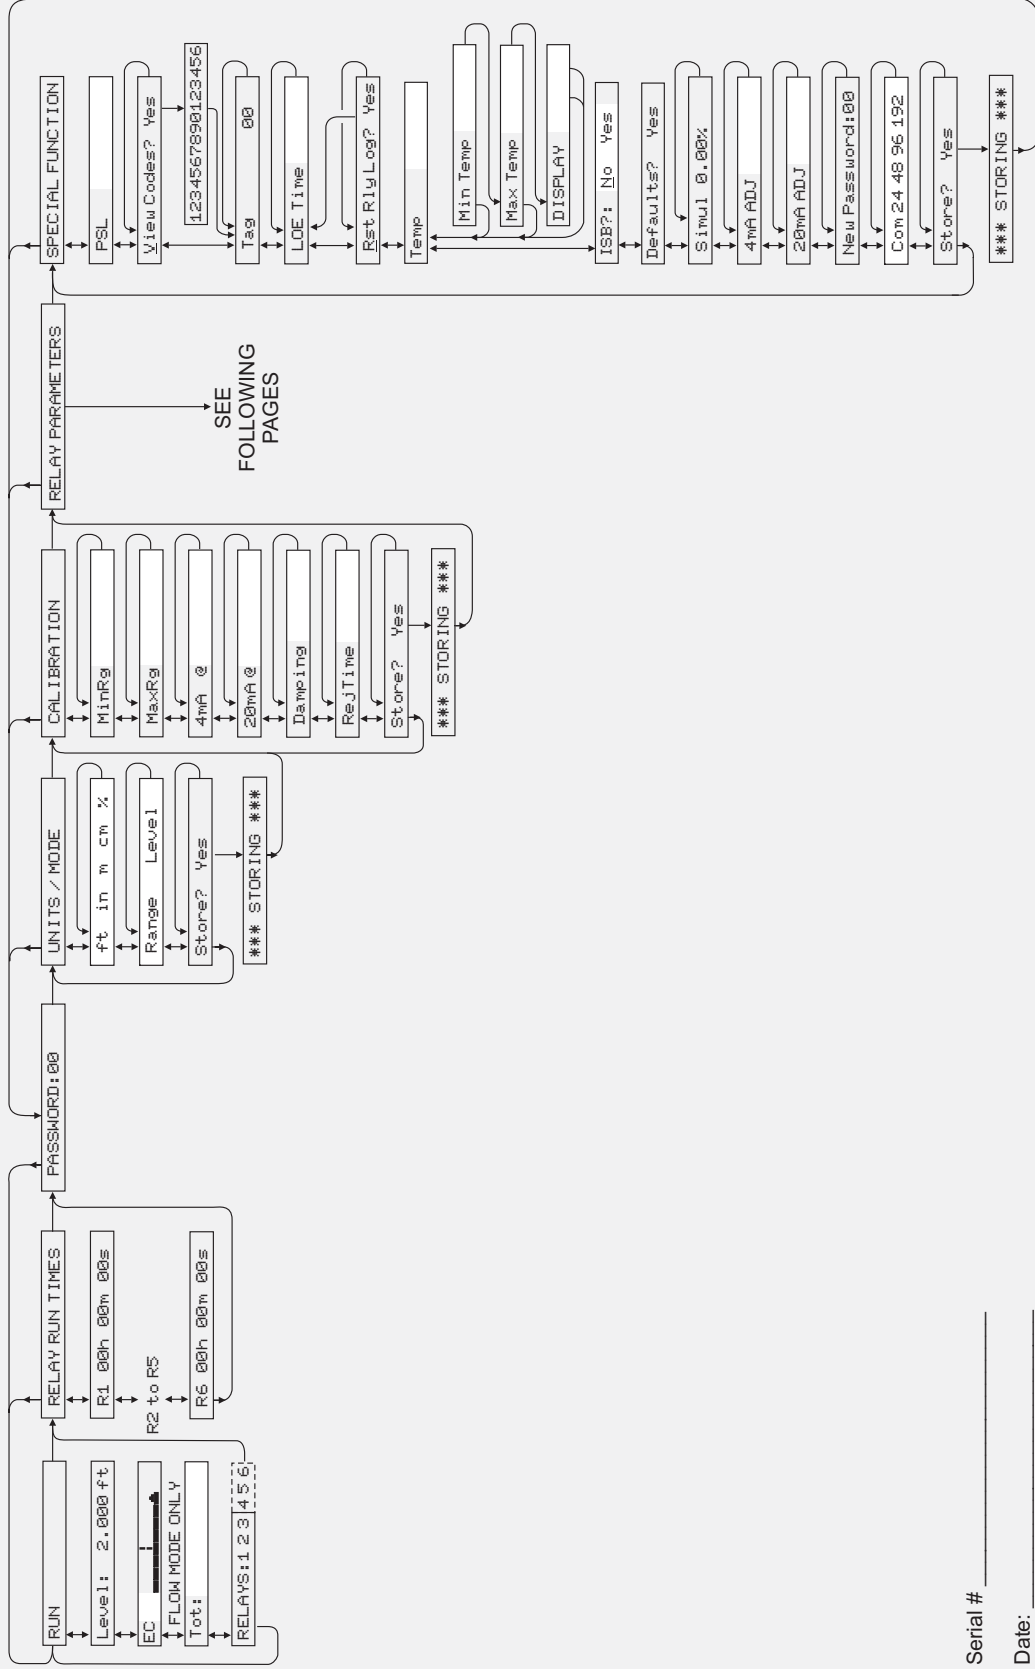 RUN
Level: 2.000 ft
EC
FLOW MODE ONLY
Tot:
RELAYS:1 2 3 4 5 6
RELAY RUN TIMES
R1 00h 00m 00s
R2 to R5
R6 00h 00m 00s
PASSWORD:00
UNITS / MODE
ft in m cm %
Range Level
Store? Yes
*** STORING ***
CALIBRATION
MinRg
MaxRg
4mA @
20mA @
Damping
RejTime
Store? Yes
*** STORING ***
RELAY PARAMETERS
SEE
FOLLOWING
PAGES
SPECIAL FUNCTION
PSL
View Codes? Yes
12345678901234567890123456
Tag 00
LOE Time
Rst Rly Log? Yes
Temp
Min Temp
Max Temp
DISPLAY
ISB?: No Yes
Defaults? Yes
Simul 0.00%
4mA ADJ
20mA ADJ
New Password:00
Com 24 48 96 192
Store? Yes
*** STORING ***
Serial #
Date: